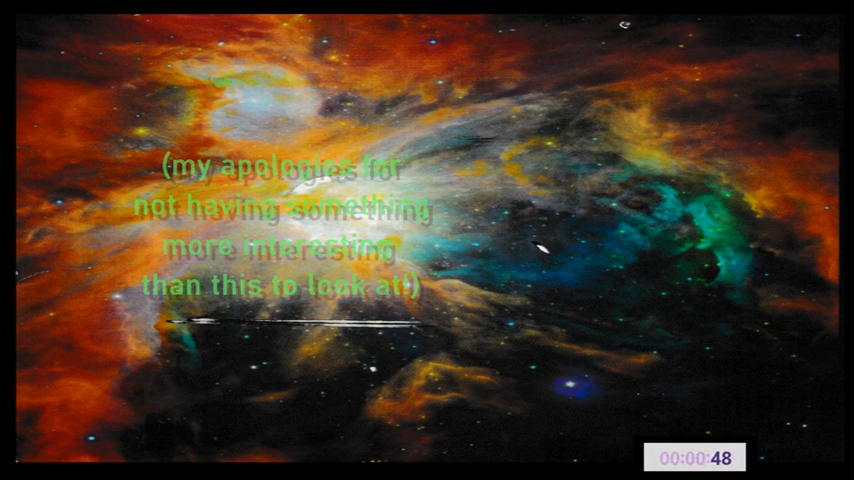 (my apologies for
not having something
more interesting
than this to look at!)
00:00:48